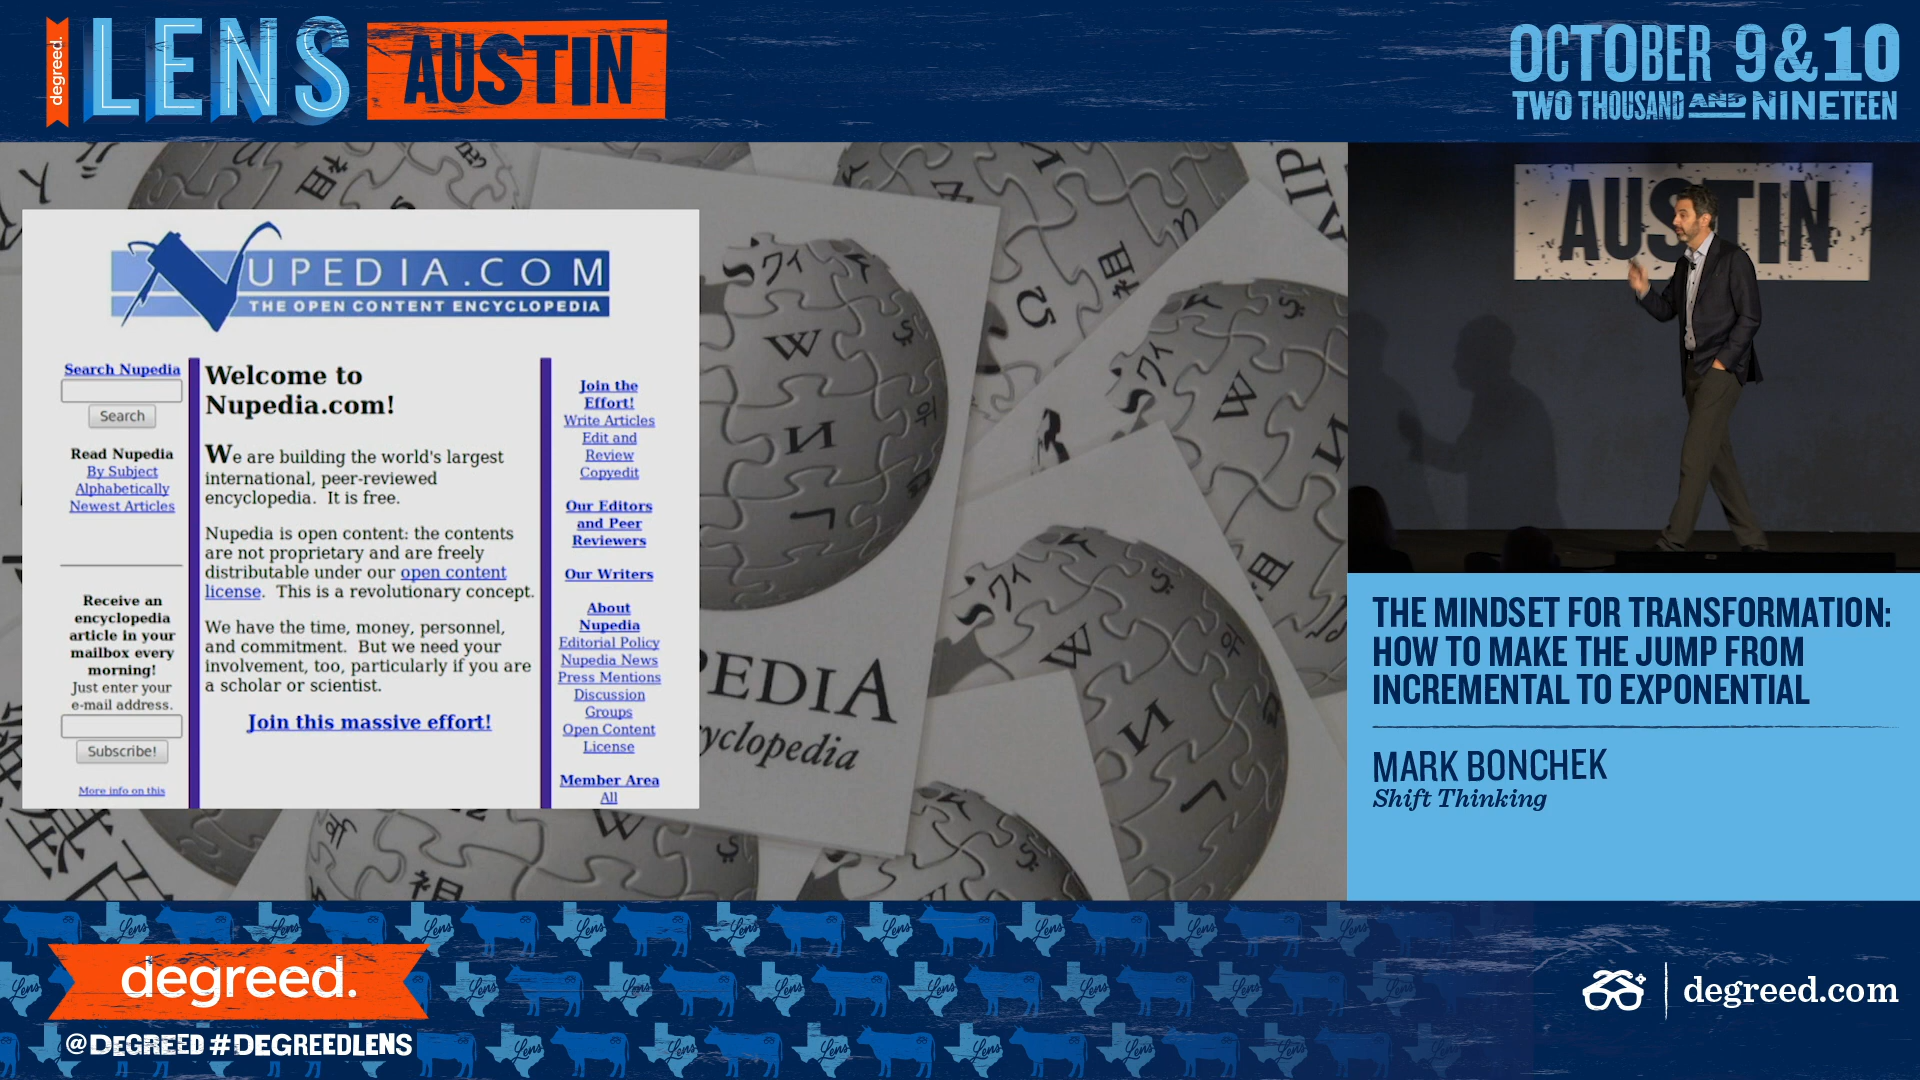 degreed.
LENS
AUSTIN
OCTOBER 9&10
TWO THOUSAND AND NINETEEN
NUPEDIA.COM
THE OPEN CONTENT ENCYCLOPEDIA
Search Nupedia
Search
Read Nupedia
By Subject
Alphabetically
Newest Articles
Receive an
encyclopedia
article in your
mailbox every
morning!
Just enter your
e-mail address.
Subscribe!
More info on this
Welcome to
Nupedia.com!
We are building the world's largest
international, peer-reviewed
encyclopedia. It is free.
Nupedia is open content: the contents
are not proprietary and are freely
distributable under our open content
license. This is a revolutionary concept.
We have the time, money, personnel,
and commitment. But we need your
involvement, too, particularly if you are
a scholar or scientist.
Join this massive effort!
Join the
Effort!
Write Articles
Edit and
Review
Copyedit
Our Editors
and Peer
Reviewers
Our Writers
About
Nupedia
Editorial Policy
Nupedia News
Press Mentions
Discussion
Groups
Open Content
License
Member Area
All
PEDIA
yclopedia
AUSTIN
THE MINDSET FOR TRANSFORMATION:
HOW TO MAKE THE JUMP FROM
INCREMENTAL TO EXPONENTIAL
MARK BONCHEK
Shift Thinking
Lens
degreed.
@DEGREED #DEGREEDLENS
degreed.com